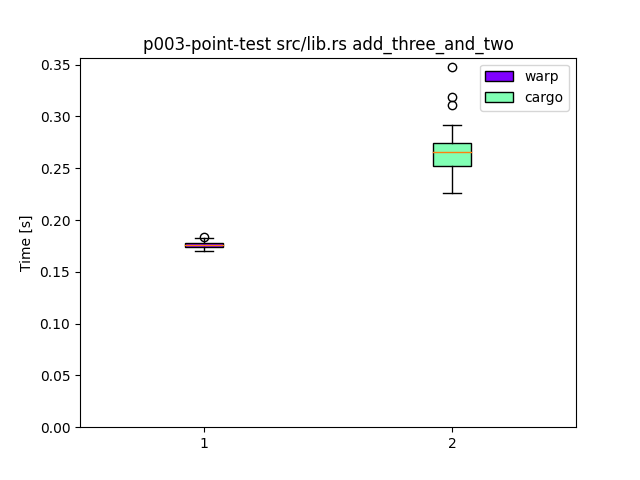 p003-point-test src/lib.rs add_three_and_two
warp
cargo
Time [s]
0.35
0.30
0.25
0.20
0.15
0.10
0.05
0.00
1 2